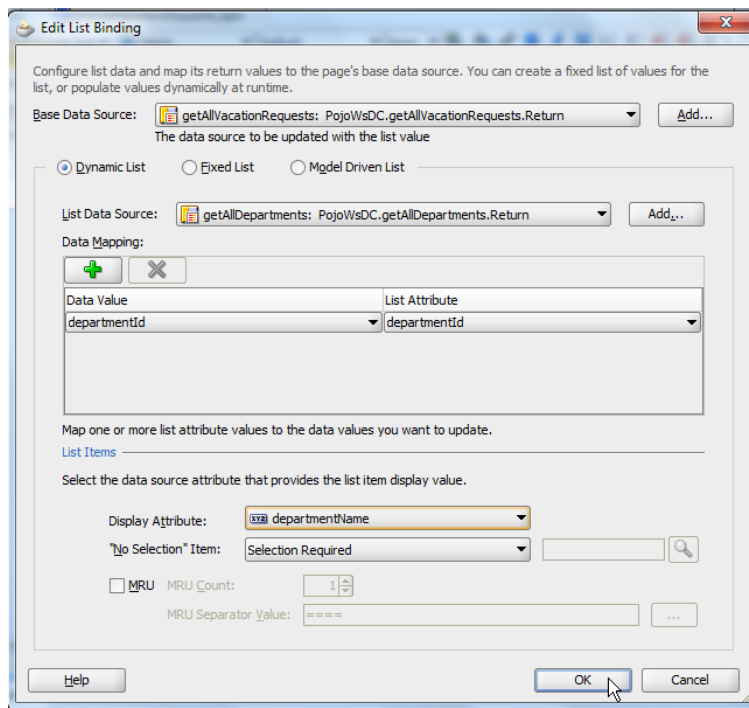 Edit List Binding
Configure list data and map its return values to the page's base data source. You can create a fixed list of values for the
list, or populate values dynamically at runtime.
Base Data Source: getAllVacationRequests: PojoWsDC.getAllVacationRequests.Return Add...
The data source to be updated with the list value
Dynamic List Fixed List Model Driven List
List Data Source: getAllDepartments: PojoWsDC.getAllDepartments.Return Add...
Data Mapping:
Data Value List Attribute
departmentId departmentId
Map one or more list attribute values to the data values you want to update.
List Items
Select the data source attribute that provides the list item display value.
Display Attribute: xyz departmentName
"No Selection" Item: Selection Required
MRU MRU Count: 1
MRU Separator Value: ==== ...
Help OK Cancel